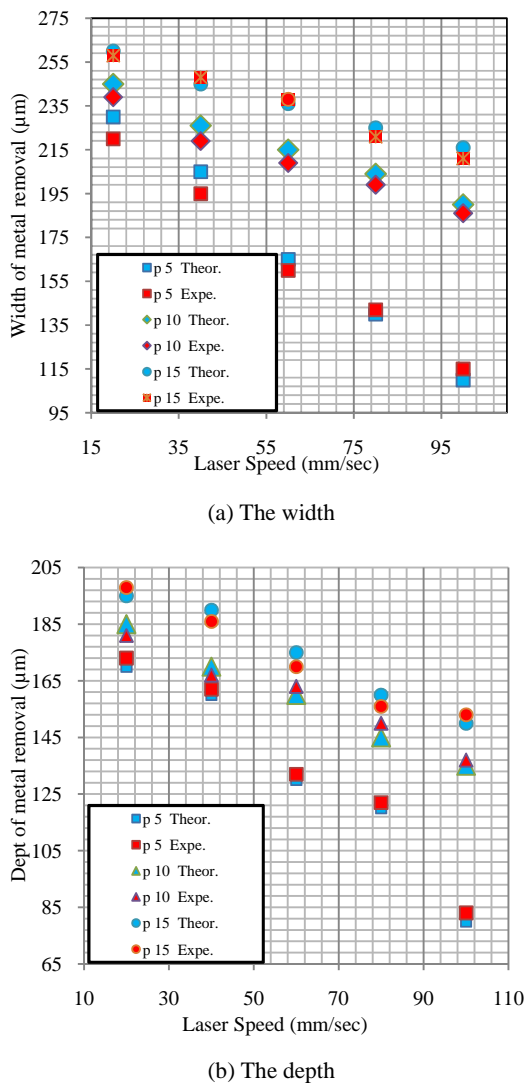 275
255
235
215
195
175
155
135
115
95
Width of metal removal (µm)
p 5 Theor.
p 5 Expe.
p 10 Theor.
p 10 Expe.
p 15 Theor.
p 15 Expe.
15 35 55 75 95
Laser Speed (mm/sec)
(a) The width
205
185
165
145
125
105
85
65
Dept of metal removal (µm)
p 5 Theor.
p 5 Expe.
p 10 Theor.
p 10 Expe.
p 15 Theor.
p 15 Expe.
10 30 50 70 90 110
Laser Speed (mm/sec)
(b) The depth